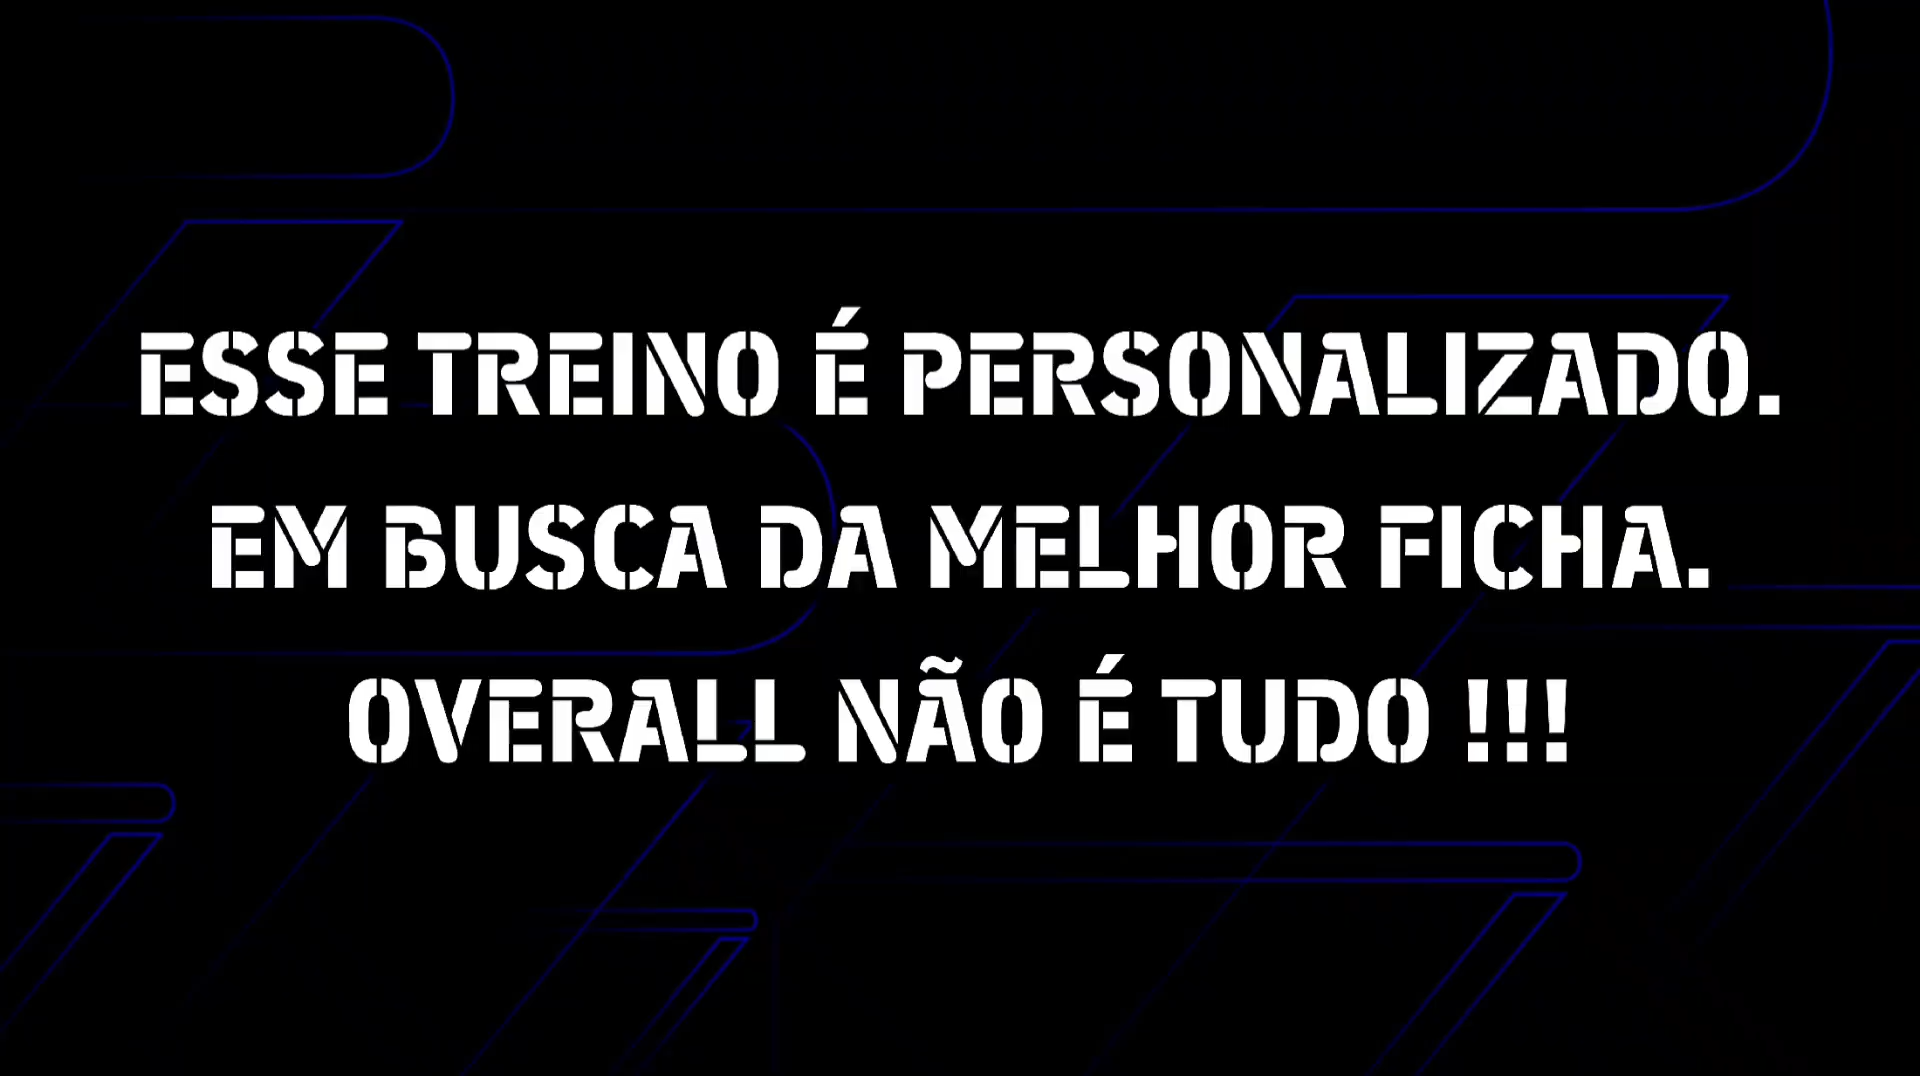 ESSE TREINO É PERSONALIZADO.
EM BUSCA DA MELHOR FICHA.
OVERALL NÃO É TUDO !!!